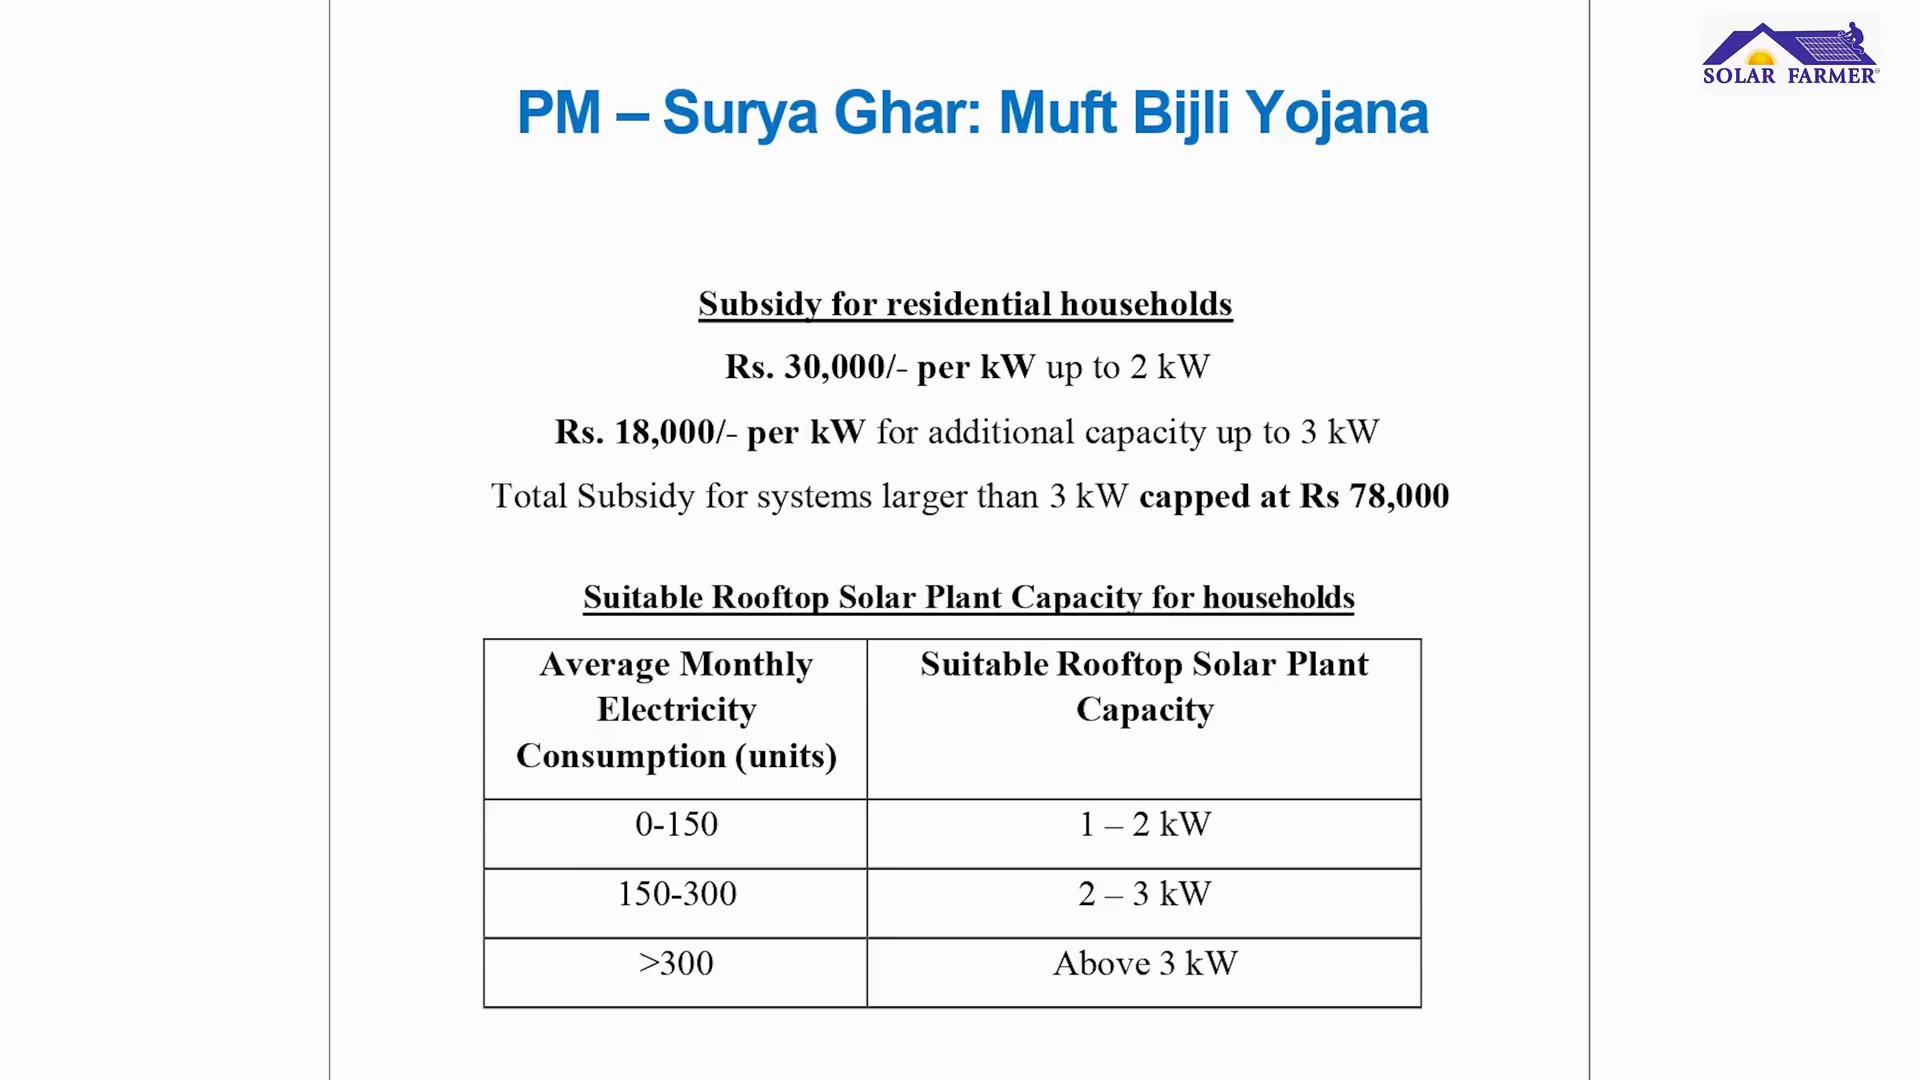 SOLAR FARMER
PM – Surya Ghar: Muft Bijli Yojana
Subsidy for residential households
Rs. 30,000/- per kW up to 2 kW
Rs. 18,000/- per kW for additional capacity up to 3 kW
Total Subsidy for systems larger than 3 kW capped at Rs 78,000
Suitable Rooftop Solar Plant Capacity for households
Average Monthly
Electricity
Consumption (units)
Suitable Rooftop Solar Plant
Capacity
0-150
1 – 2 kW
150-300
2 – 3 kW
>300
Above 3 kW